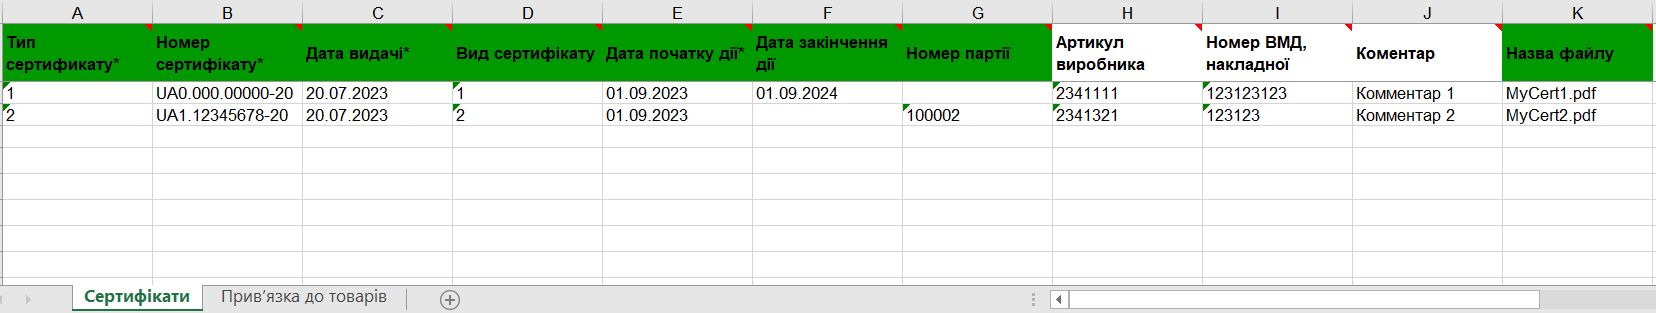 A B C D E F G H I J K
Тип сертификату* Номер сертифікату* Дата видачі* Вид сертифікату Дата початку дії* Дата закінчення дії Номер партії Артикул виробника Номер ВМД, накладної Коментар Назва файлу
1 UA0.000.00000-20 20.07.2023 1 01.09.2023 01.09.2024 2341111 123123123 Комментар 1 MyCert1.pdf
2 UA1.12345678-20 20.07.2023 2 01.09.2023 100002 2341321 123123 Комментар 2 MyCert2.pdf
Сертифікати Прив'язка до товарів